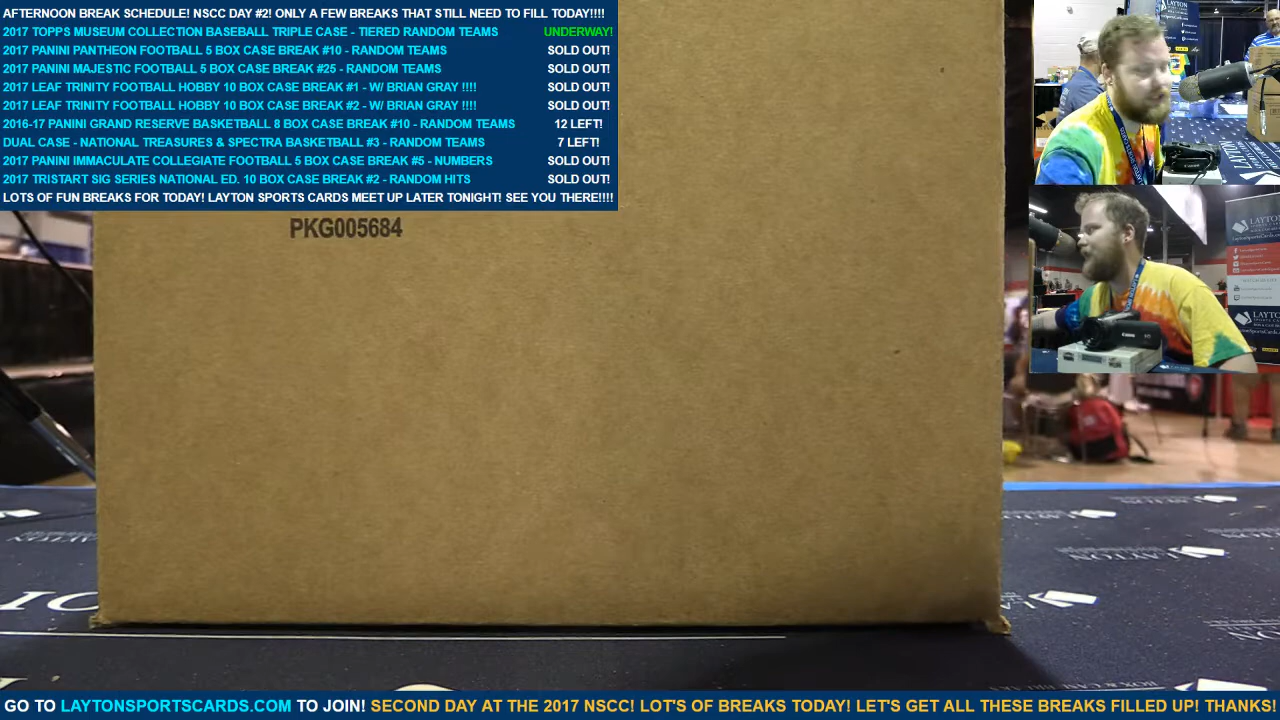 AFTERNOON BREAK SCHEDULE! NSCC DAY #2! ONLY A FEW BREAKS THAT STILL NEED TO FILL TODAY!!!!
2017 TOPPS MUSEUM COLLECTION BASEBALL TRIPLE CASE - TIERED RANDOM TEAMS UNDERWAY!
2017 PANINI PANTHEON FOOTBALL 5 BOX CASE BREAK #10 - RANDOM TEAMS SOLD OUT!
2017 PANINI MAJESTIC FOOTBALL 5 BOX CASE BREAK #25 - RANDOM TEAMS SOLD OUT!
2017 LEAF TRINITY FOOTBALL HOBBY 10 BOX CASE BREAK #1 - W/ BRIAN GRAY !!!! SOLD OUT!
2017 LEAF TRINITY FOOTBALL HOBBY 10 BOX CASE BREAK #2 - W/ BRIAN GRAY !!!! SOLD OUT!
2016-17 PANINI GRAND RESERVE BASKETBALL 8 BOX CASE BREAK #10 - RANDOM TEAMS 12 LEFT!
DUAL CASE - NATIONAL TREASURES & SPECTRA BASKETBALL #3 - RANDOM TEAMS 7 LEFT!
2017 PANINI IMMACULATE COLLEGIATE FOOTBALL 5 BOX CASE BREAK #5 - NUMBERS SOLD OUT!
2017 TRISTART SIG SERIES NATIONAL ED. 10 BOX CASE BREAK #2 - RANDOM HITS SOLD OUT!
LOTS OF FUN BREAKS FOR TODAY! LAYTON SPORTS CARDS MEET UP LATER TONIGHT! SEE YOU THERE!!!!
PKG005684
LAYTON
GO TO LAYTONSPORTSCARDS.COM TO JOIN! SECOND DAY AT THE 2017 NSCC! LOT'S OF BREAKS TODAY! LET'S GET ALL THESE BREAKS FILLED UP! THANKS!